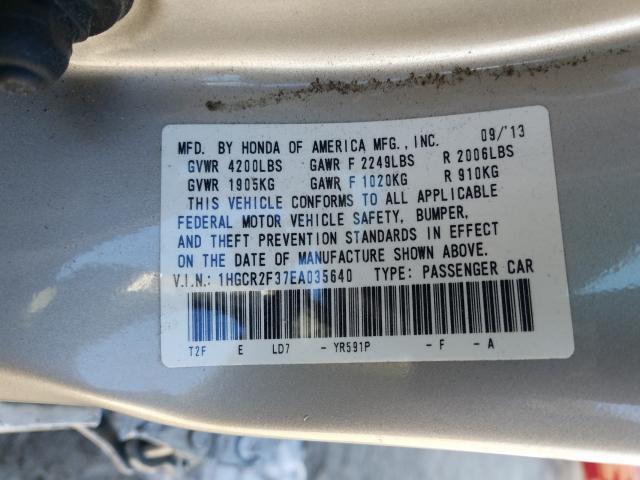 MFD. BY HONDA OF AMERICA MFG., INC. 09/'13
GVWR 4200LBS GAWR F 2249LBS R 2006LBS
GVWR 1905KG GAWR F 1020KG R 910KG
THIS VEHICLE CONFORMS TO ALL APPLICABLE
FEDERAL MOTOR VEHICLE SAFETY, BUMPER,
AND THEFT PREVENTION STANDARDS IN EFFECT
ON THE DATE OF MANUFACTURE SHOWN ABOVE.
V.I.N.: 1HGCR2F37EA035640 TYPE: PASSENGER CAR
T2F E LD7 - YR591P - F - A